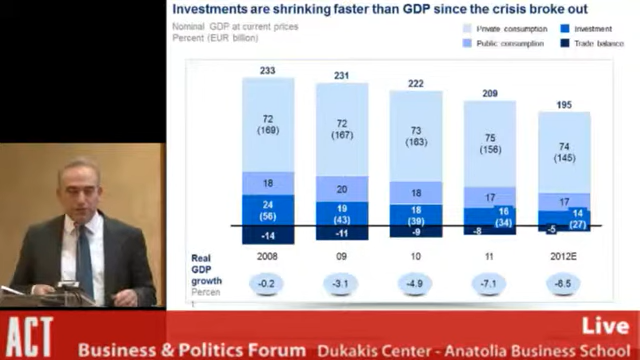 Investments are shrinking faster than GDP since the crisis broke out
Nominal GDP at current prices
Percent (EUR billion)
Private consumption
Investment
Public consumption
Trade balance
233
231
222
209
195
72
(169)
72
(167)
73
(163)
75
(156)
74
(145)
18
20
18
17
17
24
(56)
19
(43)
18
(39)
16
(34)
14
(27)
-14
-11
-9
-8
-5
2008
09
10
11
2012E
Real
GDP
growth
Percen
t
-0.2
-3.1
-4.9
-7.1
-6.5
Live
ACT
Business & Politics Forum Dukakis Center - Anatolia Business School